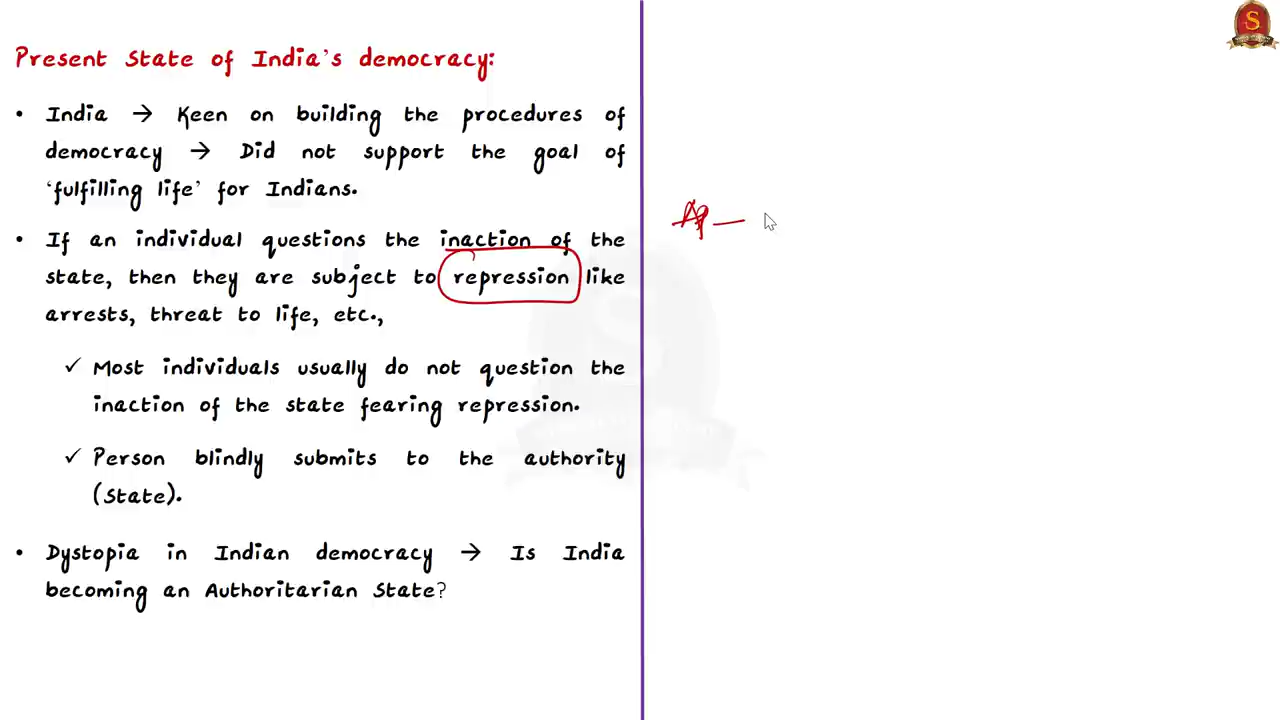 Present State of India's democracy:
• India → Keen on building the procedures of
democracy → Did not support the goal of
'fulfilling life' for Indians.
• If an individual questions the inaction of the
state, then they are subject to repression like
arrests, threat to life, etc.,
✓ Most individuals usually do not question the
inaction of the state fearing repression.
✓ Person blindly submits to the authority
(State).
• Dystopia in Indian democracy → Is India
becoming an Authoritarian State?
S